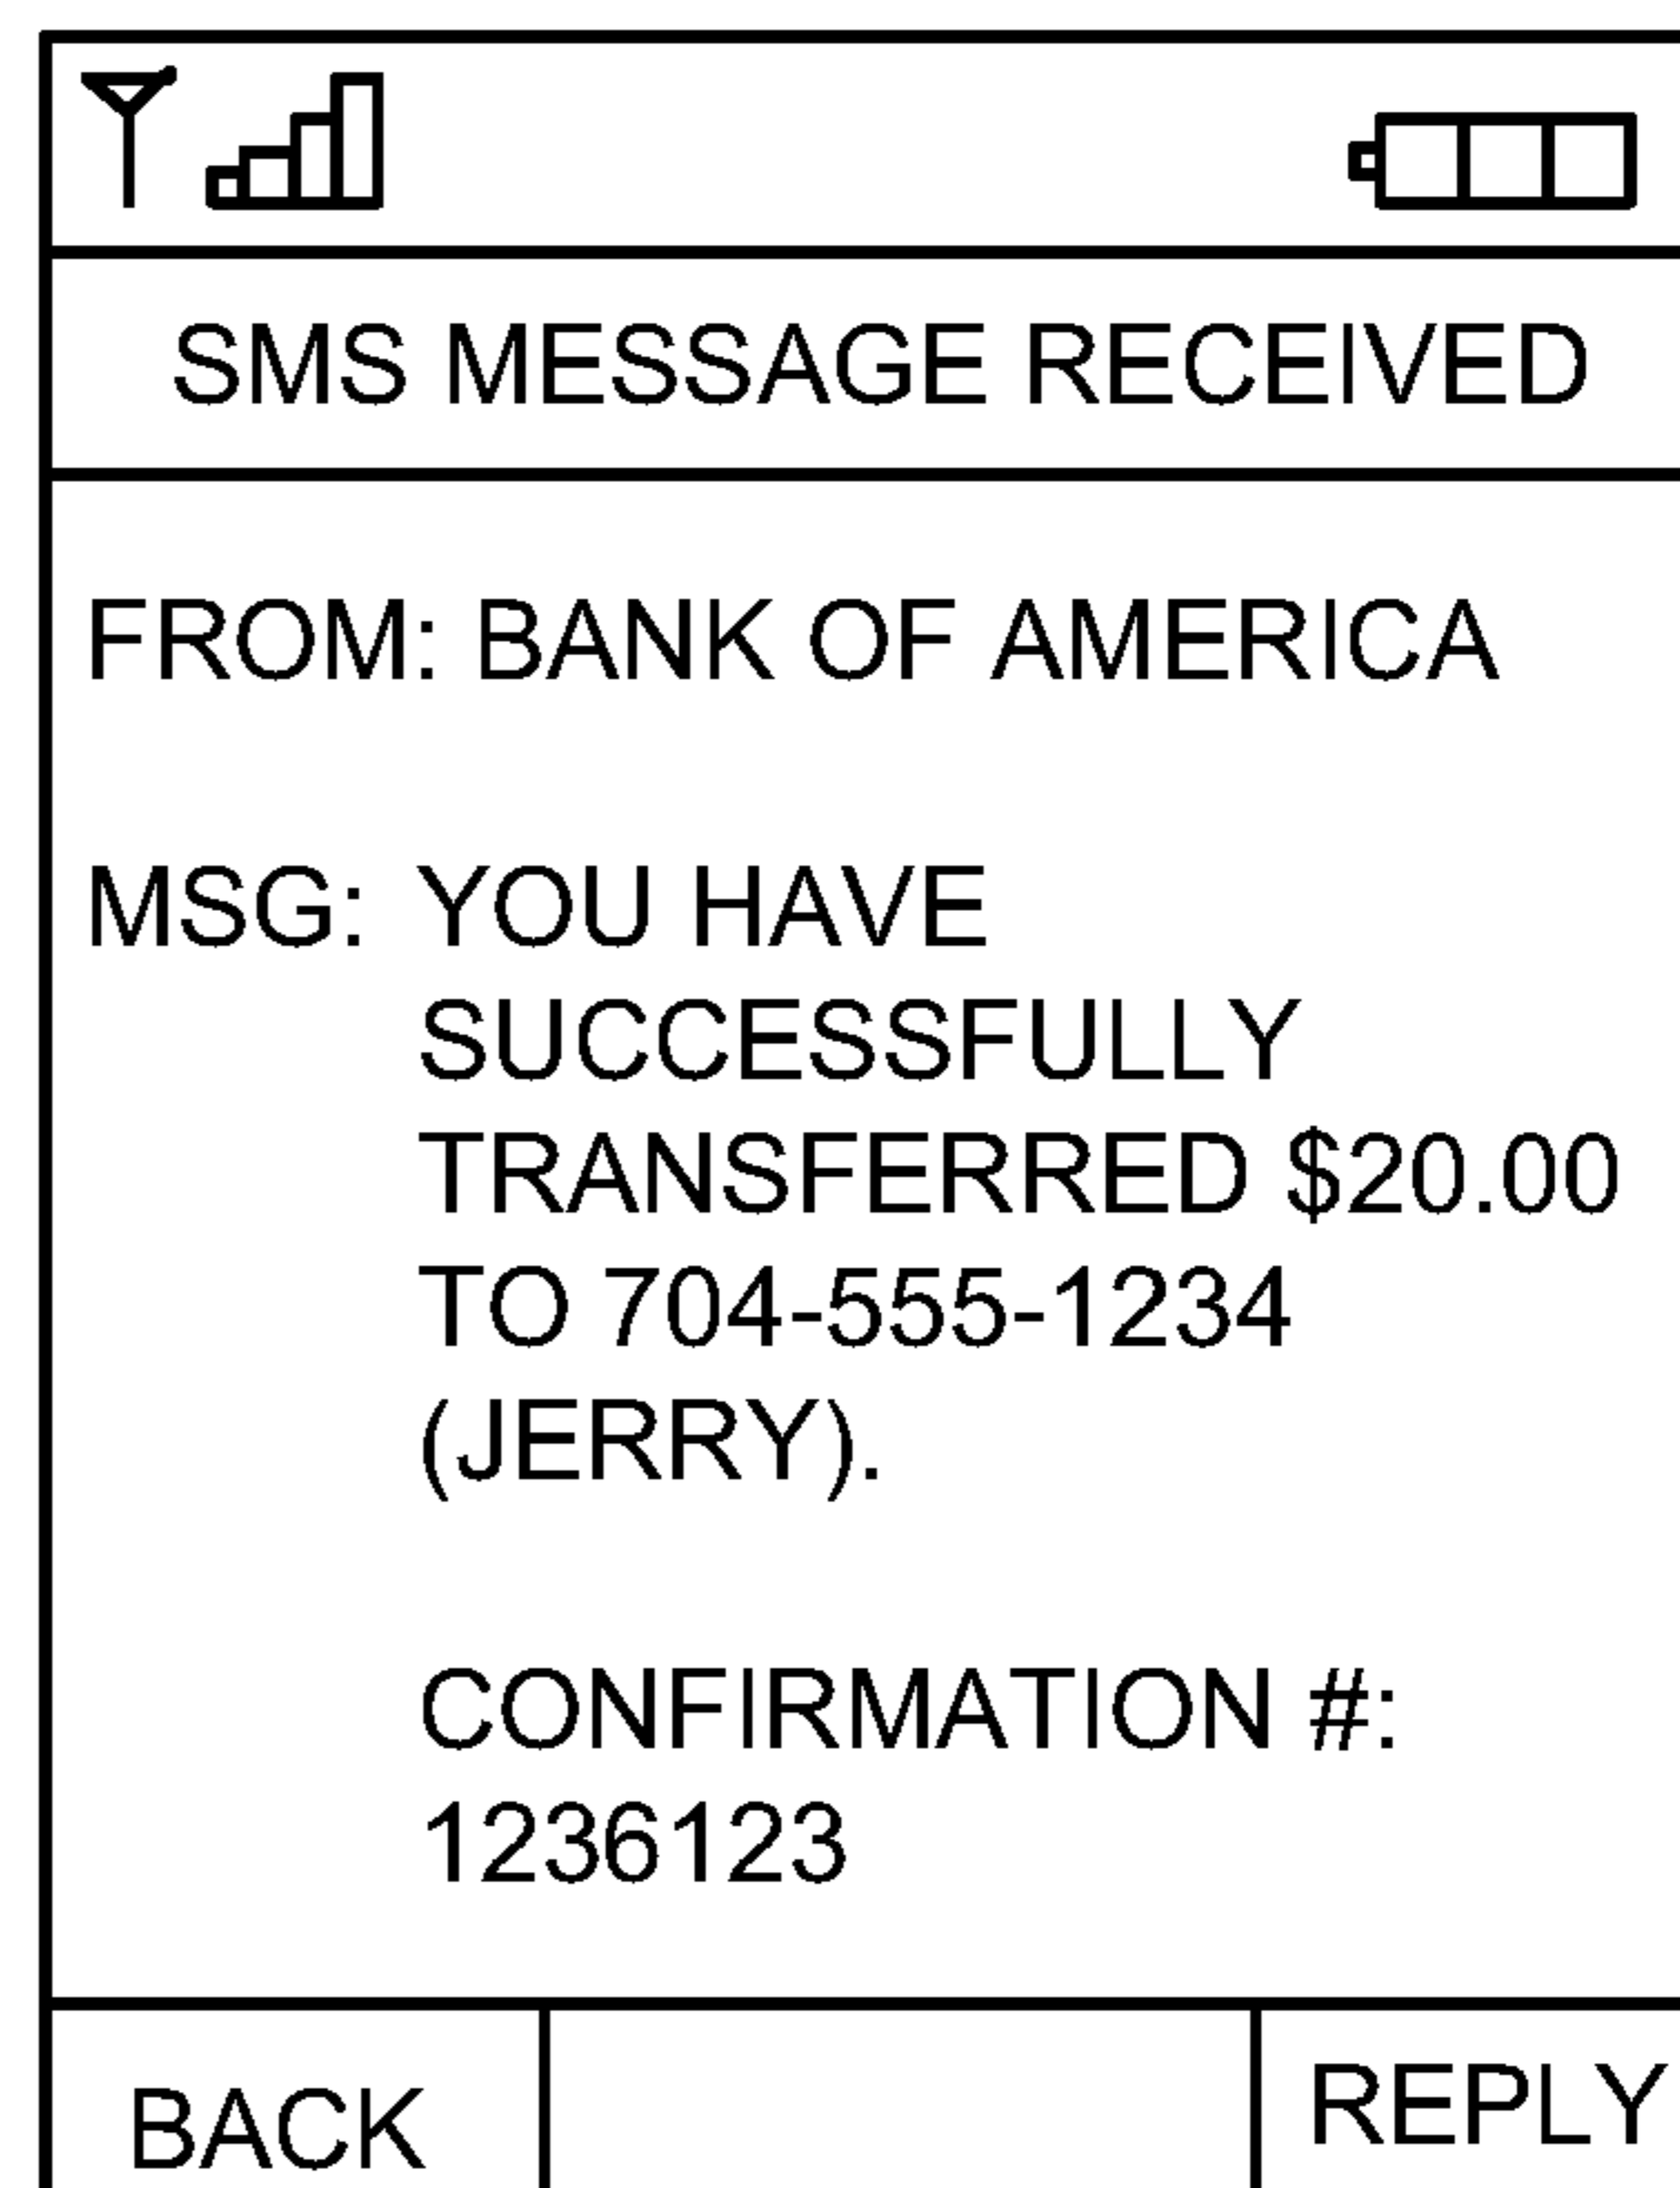 SMS MESSAGE RECEIVED
FROM: BANK OF AMERICA
MSG: YOU HAVE
SUCCESSFULLY
TRANSFERRED $20.00
TO 704-555-1234
(JERRY).
CONFIRMATION #:
1236123
BACK
REPLY